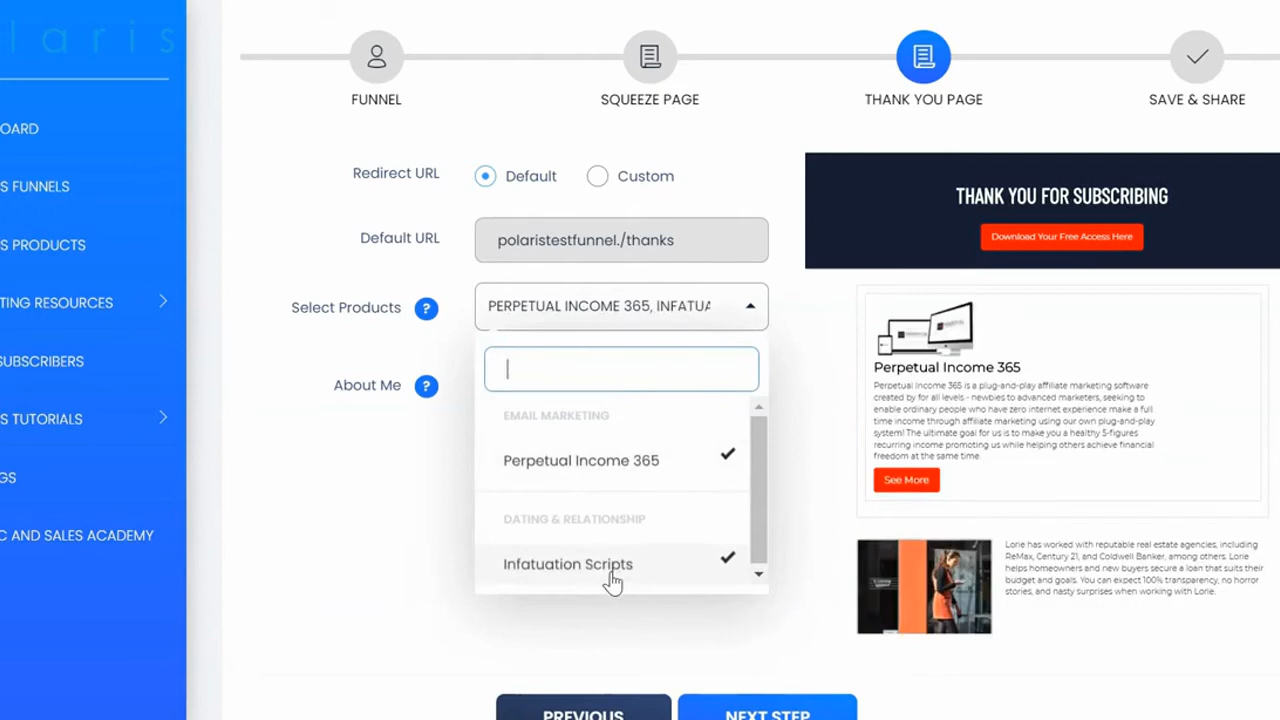 laris
OARD
S FUNNELS
S PRODUCTS
TING RESOURCES
SUBSCRIBERS
S TUTORIALS
GS
C AND SALES ACADEMY
FUNNEL
SQUEEZE PAGE
THANK YOU PAGE
SAVE & SHARE
Redirect URL
Default
Custom
Default URL
polaristestfunnel./thanks
Select Products
?
PERPETUAL INCOME 365, INFATUA
About Me
?
EMAIL MARKETING
Perpetual Income 365
DATING & RELATIONSHIP
Infatuation Scripts
PREVIOUS
NEXT STEP
THANK YOU FOR SUBSCRIBING
Download Your Free Access Here
Perpetual Income 365
Perpetual Income 365 is a plug-and-play affiliate marketing software
created by for all levels - newbies to advanced marketers, seeking to
enable ordinary people who have zero internet experience make a full
time income through affiliate marketing using our own plug-and-play
system! The ultimate goal for us is to make you a healthy 5-figures
recurring income promoting us while helping others achieve financial
freedom at the same time.
See More
Lorie has worked with reputable real estate agencies, including
ReMax, Century 21, and Coldwell Banker, among others. Lorie
helps homeowners and new buyers secure a loan that suits their
budget and goals. You can expect 100% transparency, no horror
stories, and nasty surprises when working with Lorie.